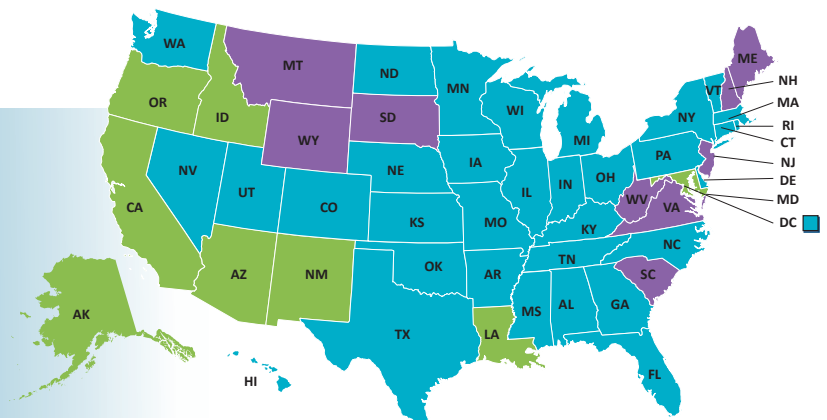 WA
MT
ND
MN
ME
NH
MA
RI
CT
NJ
DE
MD
DC
VT
NY
WI
MI
OR
ID
SD
WY
PA
IA
NE
NV
UT
CO
IL
IN
OH
WV
VA
CA
KS
MO
KY
NC
TN
OK
AR
SC
AZ
NM
MS
AL
GA
AK
TX
LA
HI
FL